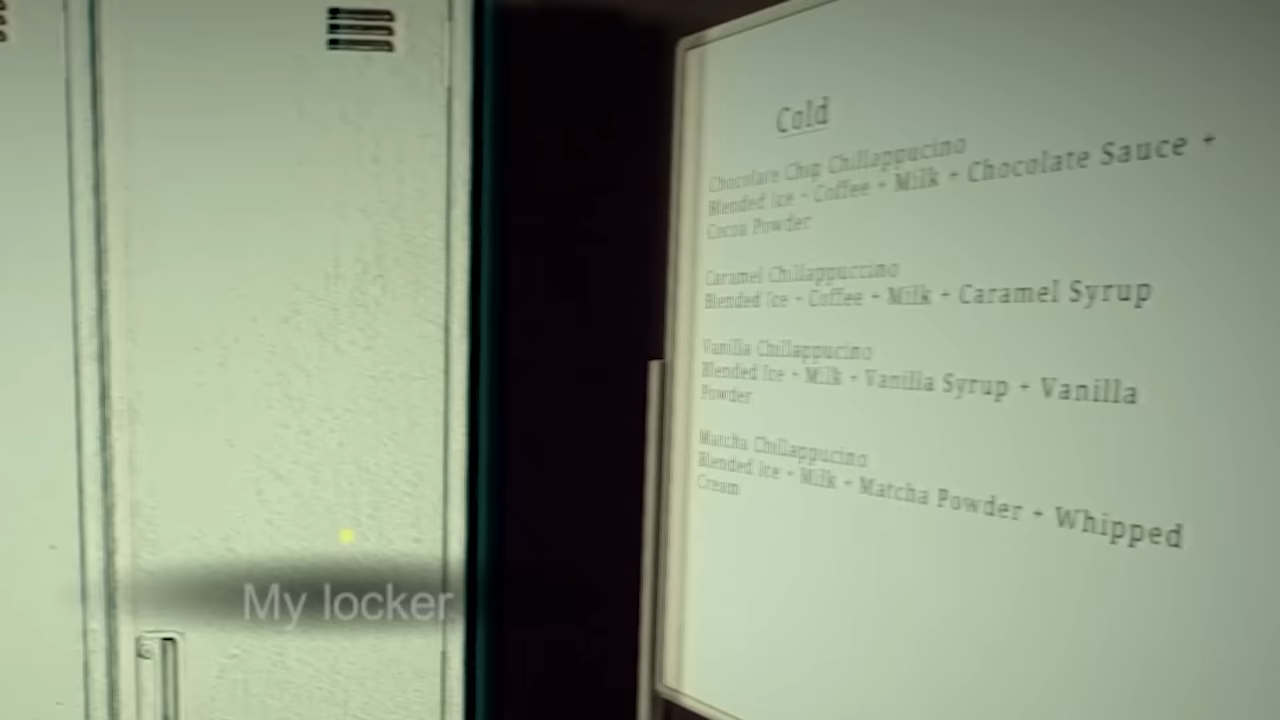 Cold
Chocolate Chip Chillappucino
Blended Ice + Coffee + Milk + Chocolate Sauce +
Cocoa Powder
Caramel Chillappuccino
Blended Ice + Coffee + Milk + Caramel Syrup
Vanilla Chillappucino
Blended Ice + Milk + Vanilla Syrup + Vanilla
Powder
Matcha Chillappucino
Blended Ice + Milk + Matcha Powder + Whipped
Cream
My locker.